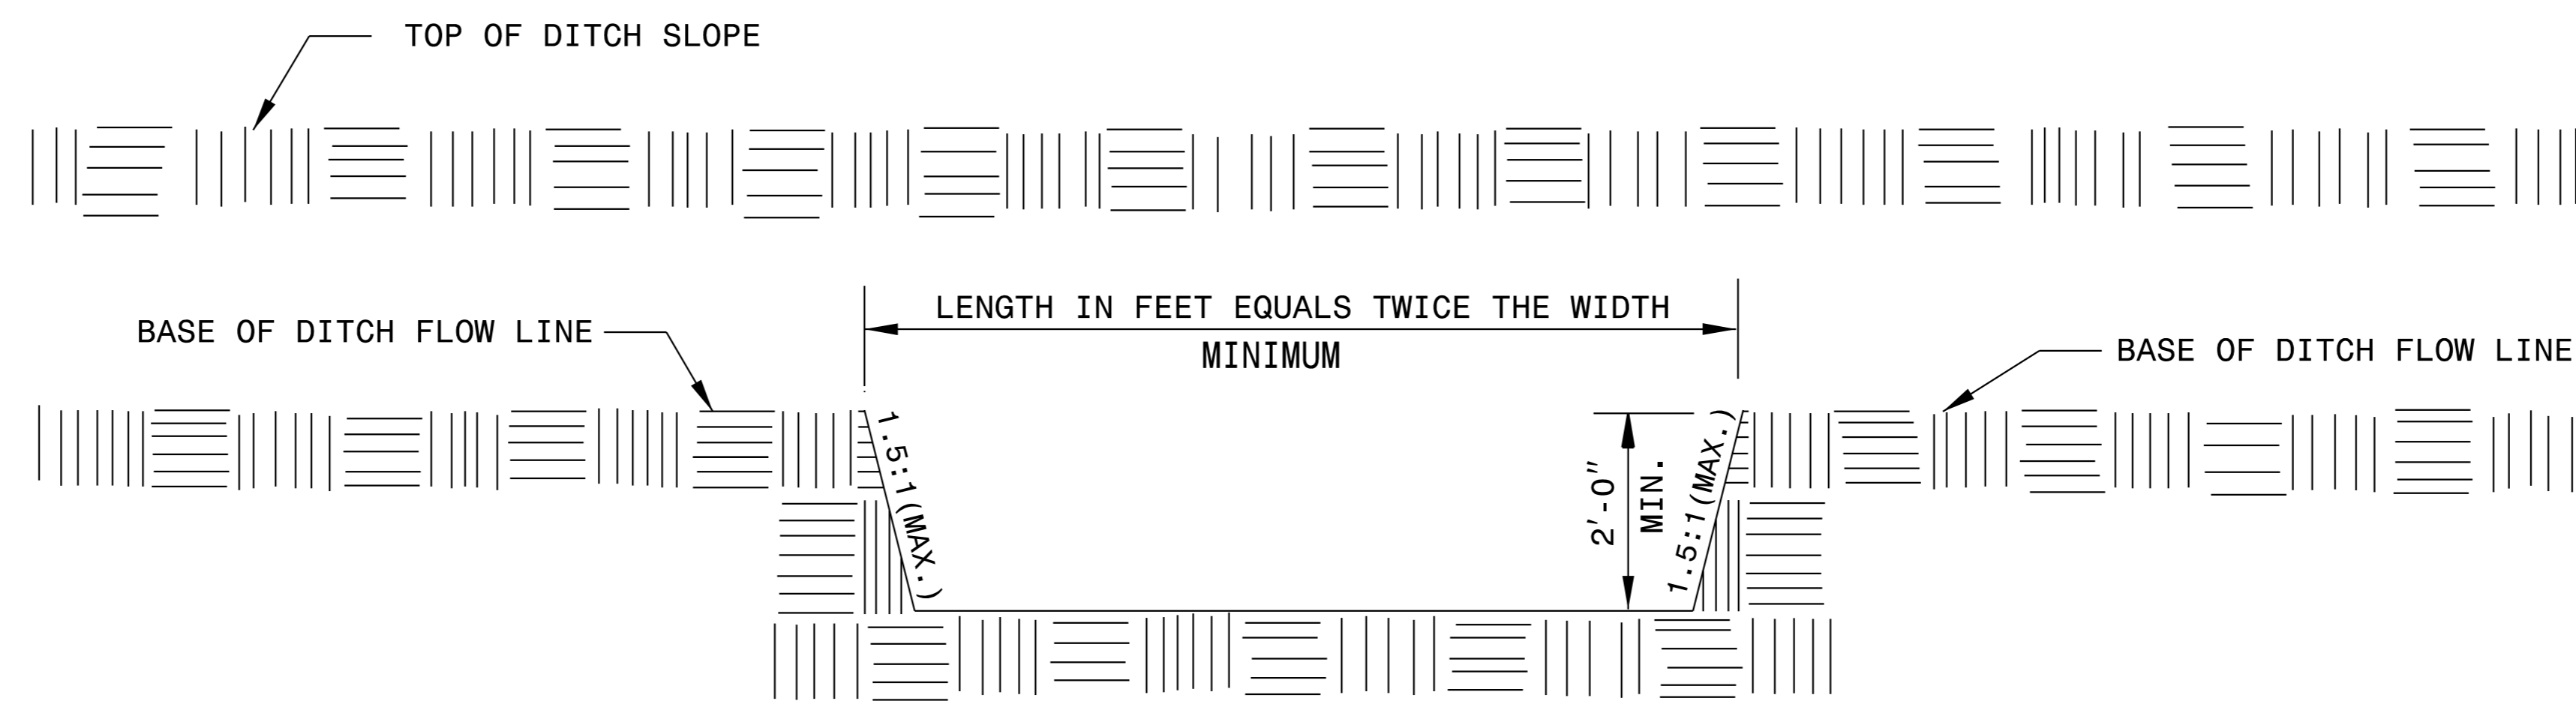 TOP OF DITCH SLOPE
LENGTH IN FEET EQUALS TWICE THE WIDTH
MINIMUM
BASE OF DITCH FLOW LINE
BASE OF DITCH FLOW LINE
1.5:1(MAX.)
2'-0"
MIN.
1.5:1(MAX.)